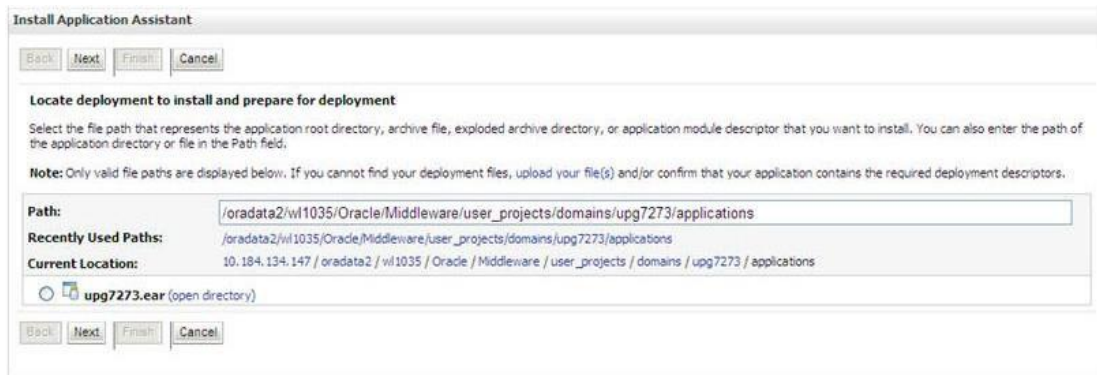 Install Application Assistant
Back Next Finish Cancel
Locate deployment to install and prepare for deployment
Select the file path that represents the application root directory, archive file, exploded archive directory, or application module descriptor that you want to install. You can also enter the path of
the application directory or file in the Path field.
Note: Only valid file paths are displayed below. If you cannot find your deployment files, upload your file(s) and/or confirm that your application contains the required deployment descriptors.
Path: /oradata2/wl1035/Oracle/Middleware/user_projects/domains/upg7273/applications
Recently Used Paths: /oradata2/wl1035/Oracle/Middleware/user_projects/domains/upg7273/applications
Current Location: 10.184.134.147 / oradata2 / wl1035 / Oracle / Middleware / user_projects / domains / upg7273 / applications
upg7273.ear (open directory)
Back Next Finish Cancel